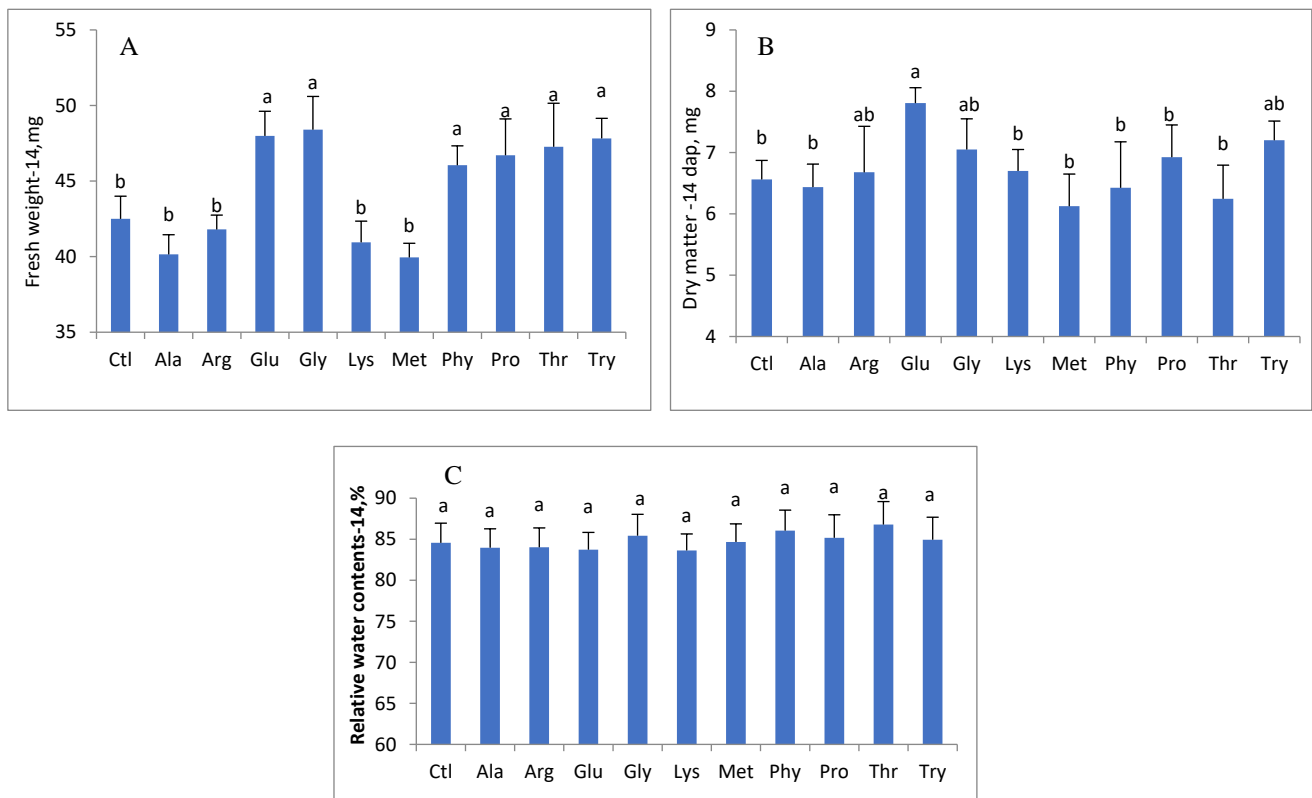 A
Fresh weight-14,mg
55
50
45
40
35
b b b a a b b a a a a
Ctl Ala Arg Glu Gly Lys Met Phy Pro Thr Try
B
Dry matter -14 dap, mg
9
8
7
6
5
4
b b ab a ab b b b b b ab
Ctl Ala Arg Glu Gly Lys Met Phy Pro Thr Try
C
Relative water contents-14,%
90
85
80
75
70
65
60
a a a a a a a a a a a
Ctl Ala Arg Glu Gly Lys Met Phy Pro Thr Try